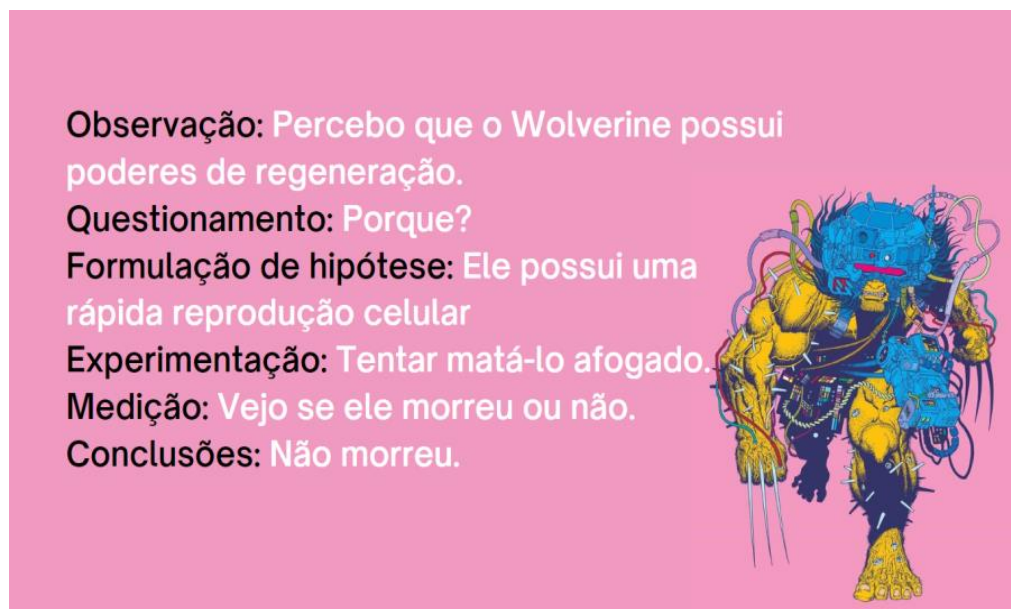 Observação: Percebo que o Wolverine possui
poderes de regeneração.
Questionamento: Porque?
Formulação de hipótese: Ele possui uma
rápida reprodução celular
Experimentação: Tentar matá-lo afogado.
Medição: Vejo se ele morreu ou não.
Conclusões: Não morreu.